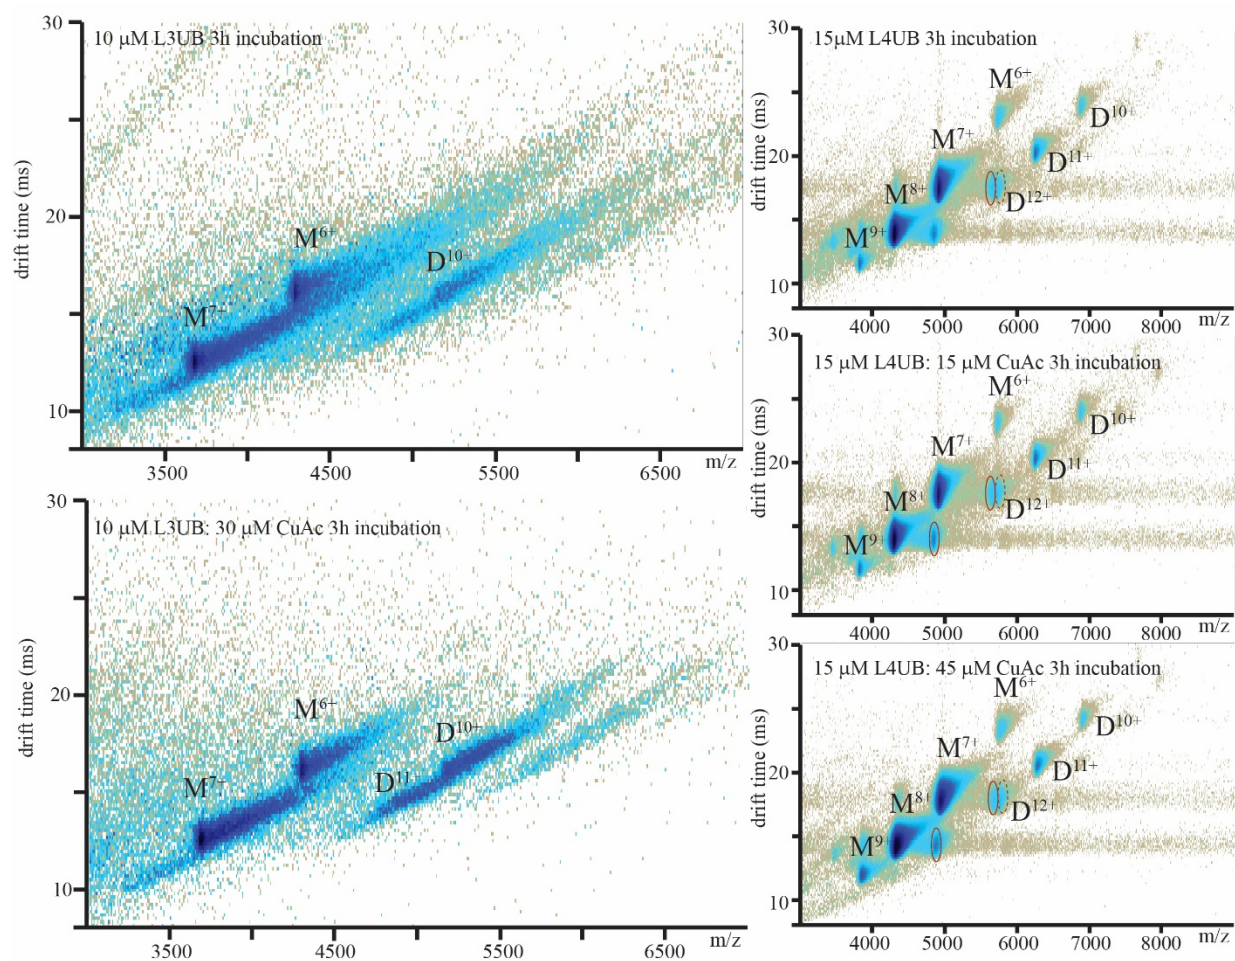 30
10 μM L3UB 3h incubation
drift time (ms)
20
10
M6+
D10+
M7+
3500
4500
5500
6500
m/z
30
10 μM L3UB: 30 μM CuAc 3h incubation
drift time (ms)
20
10
M6+
D10+
M7+
D11
3500
4500
5500
6500
m/z
30
15μM L4UB 3h incubation
drift time (ms)
20
10
M6+
D10+
M7+
D11+
M8+
D12+
M9+
4000
5000
6000
7000
8000
m/z
30
15 μM L4UB: 15 μM CuAc 3h incubation
drift time (ms)
20
10
M6+
D10+
M7+
D11+
M8+
D12+
M9+
4000
5000
6000
7000
8000
m/z
30
15 μM L4UB: 45 μM CuAc 3h incubation
drift time (ms)
20
10
M6+
D10+
M7+
D11+
M8+
D12+
M9
4000
5000
6000
7000
8000
m/z